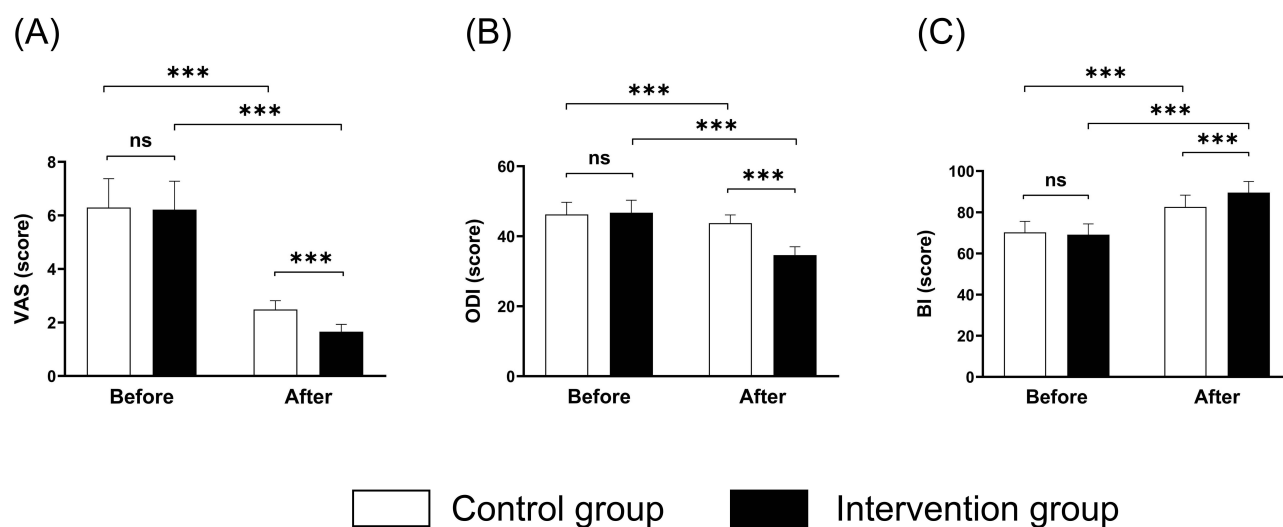 (A)
***
***
ns
***
8
6
4
2
0
VAS (score)
Before
After
(B)
***
***
ns
***
60
40
20
0
ODI (score)
Before
After
(C)
***
***
***
ns
100
80
60
40
20
0
BI (score)
Before
After
Control group
Intervention group